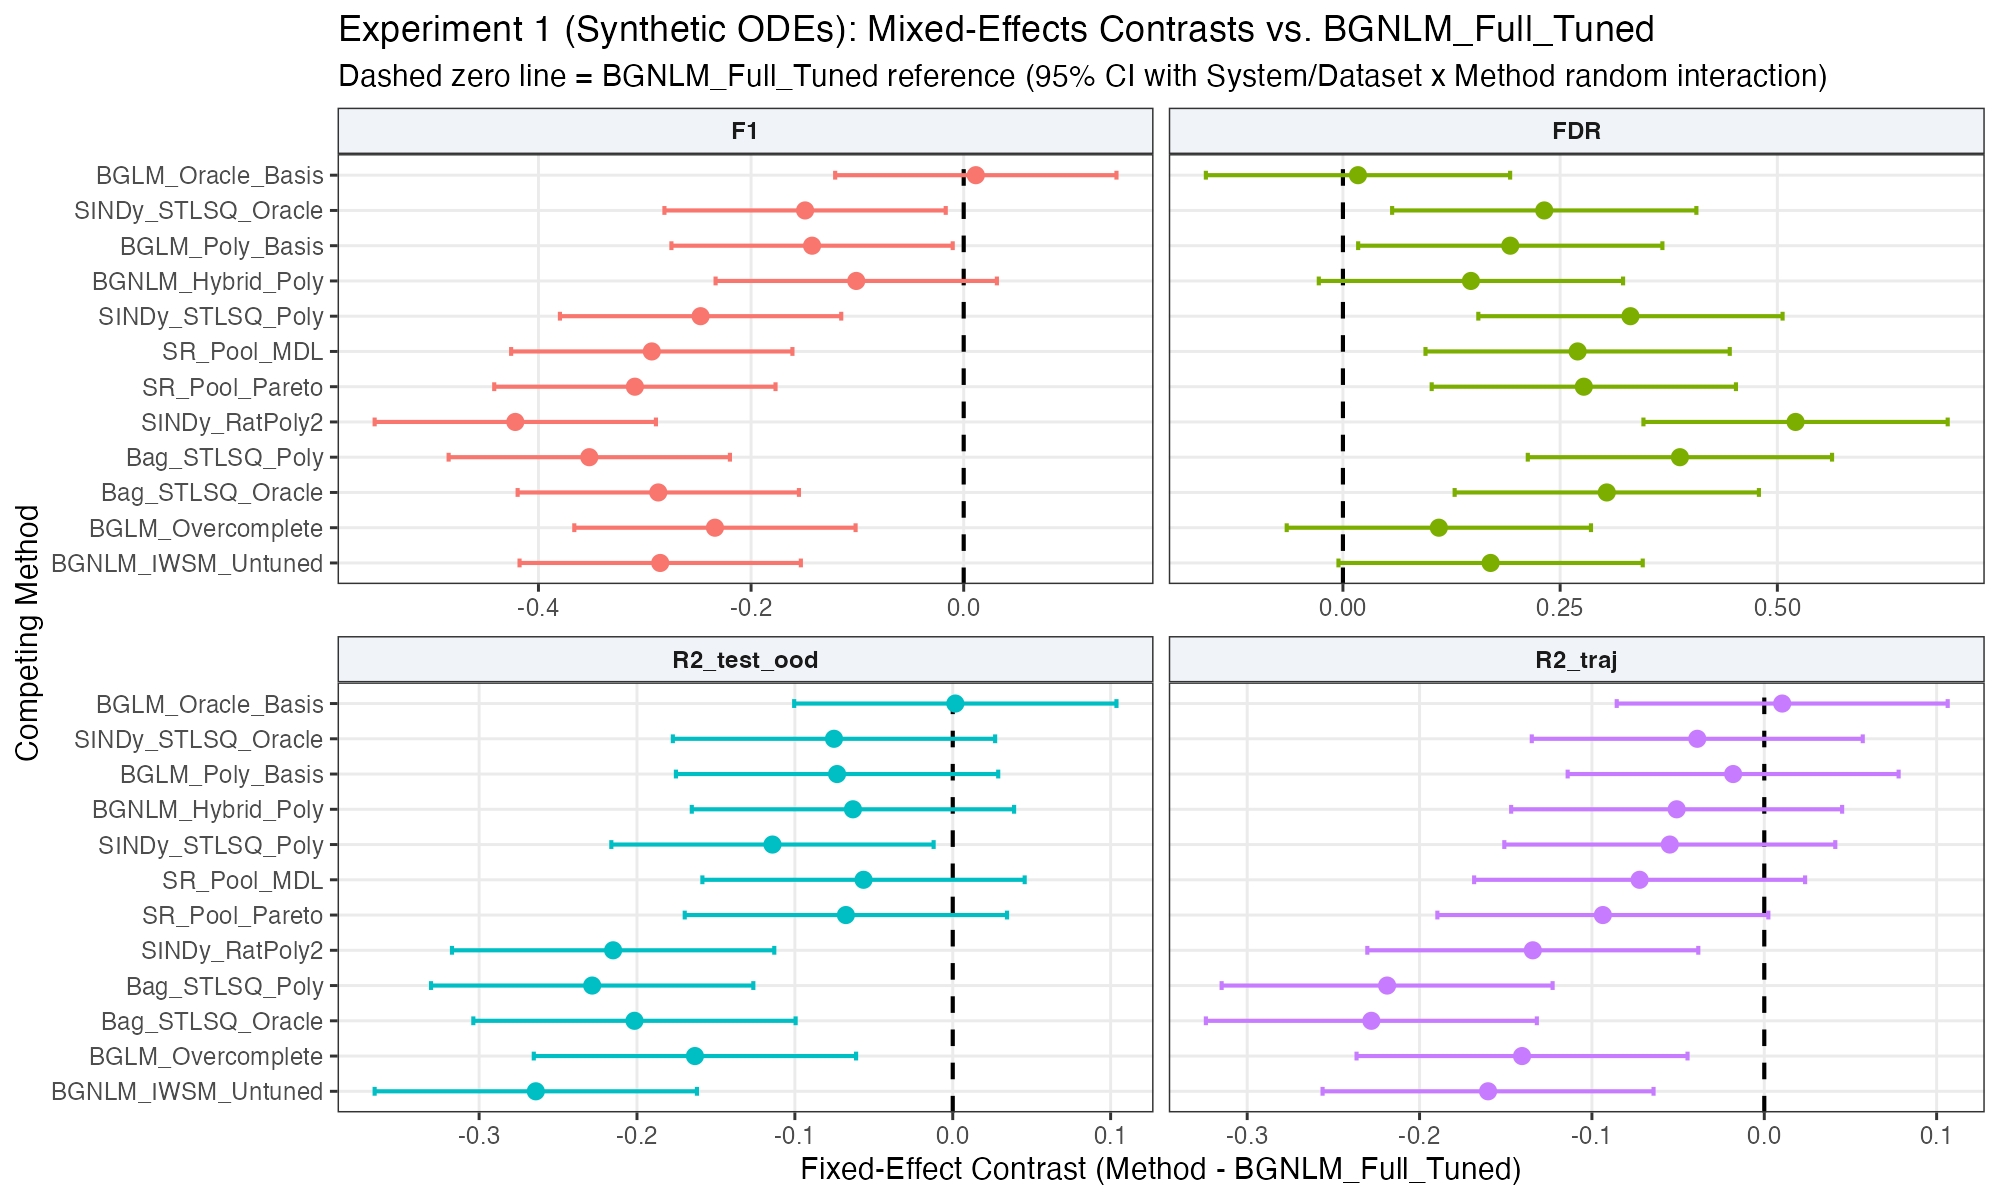 Experiment 1 (Synthetic ODEs): Mixed-Effects Contrasts vs. BGNLM_Full_Tuned
Dashed zero line = BGNLM_Full_Tuned reference (95% CI with System/Dataset x Method random interaction)
F1
FDR
BGLM_Oracle_Basis
SINDy_STLSQ_Oracle
BGLM_Poly_Basis
BGNLM_Hybrid_Poly
SINDy_STLSQ_Poly
SR_Pool_MDL
SR_Pool_Pareto
SINDy_RatPoly2
Bag_STLSQ_Poly
Bag_STLSQ_Oracle
BGLM_Overcomplete
BGNLM_IWSM_Untuned
-0.4 -0.2 0.0
0.00 0.25 0.50
Competing Method
R2_test_ood
R2_traj
BGLM_Oracle_Basis
SINDy_STLSQ_Oracle
BGLM_Poly_Basis
BGNLM_Hybrid_Poly
SINDy_STLSQ_Poly
SR_Pool_MDL
SR_Pool_Pareto
SINDy_RatPoly2
Bag_STLSQ_Poly
Bag_STLSQ_Oracle
BGLM_Overcomplete
BGNLM_IWSM_Untuned
-0.3 -0.2 -0.1 0.0 0.1
-0.3 -0.2 -0.1 0.0 0.1
Fixed-Effect Contrast (Method - BGNLM_Full_Tuned)